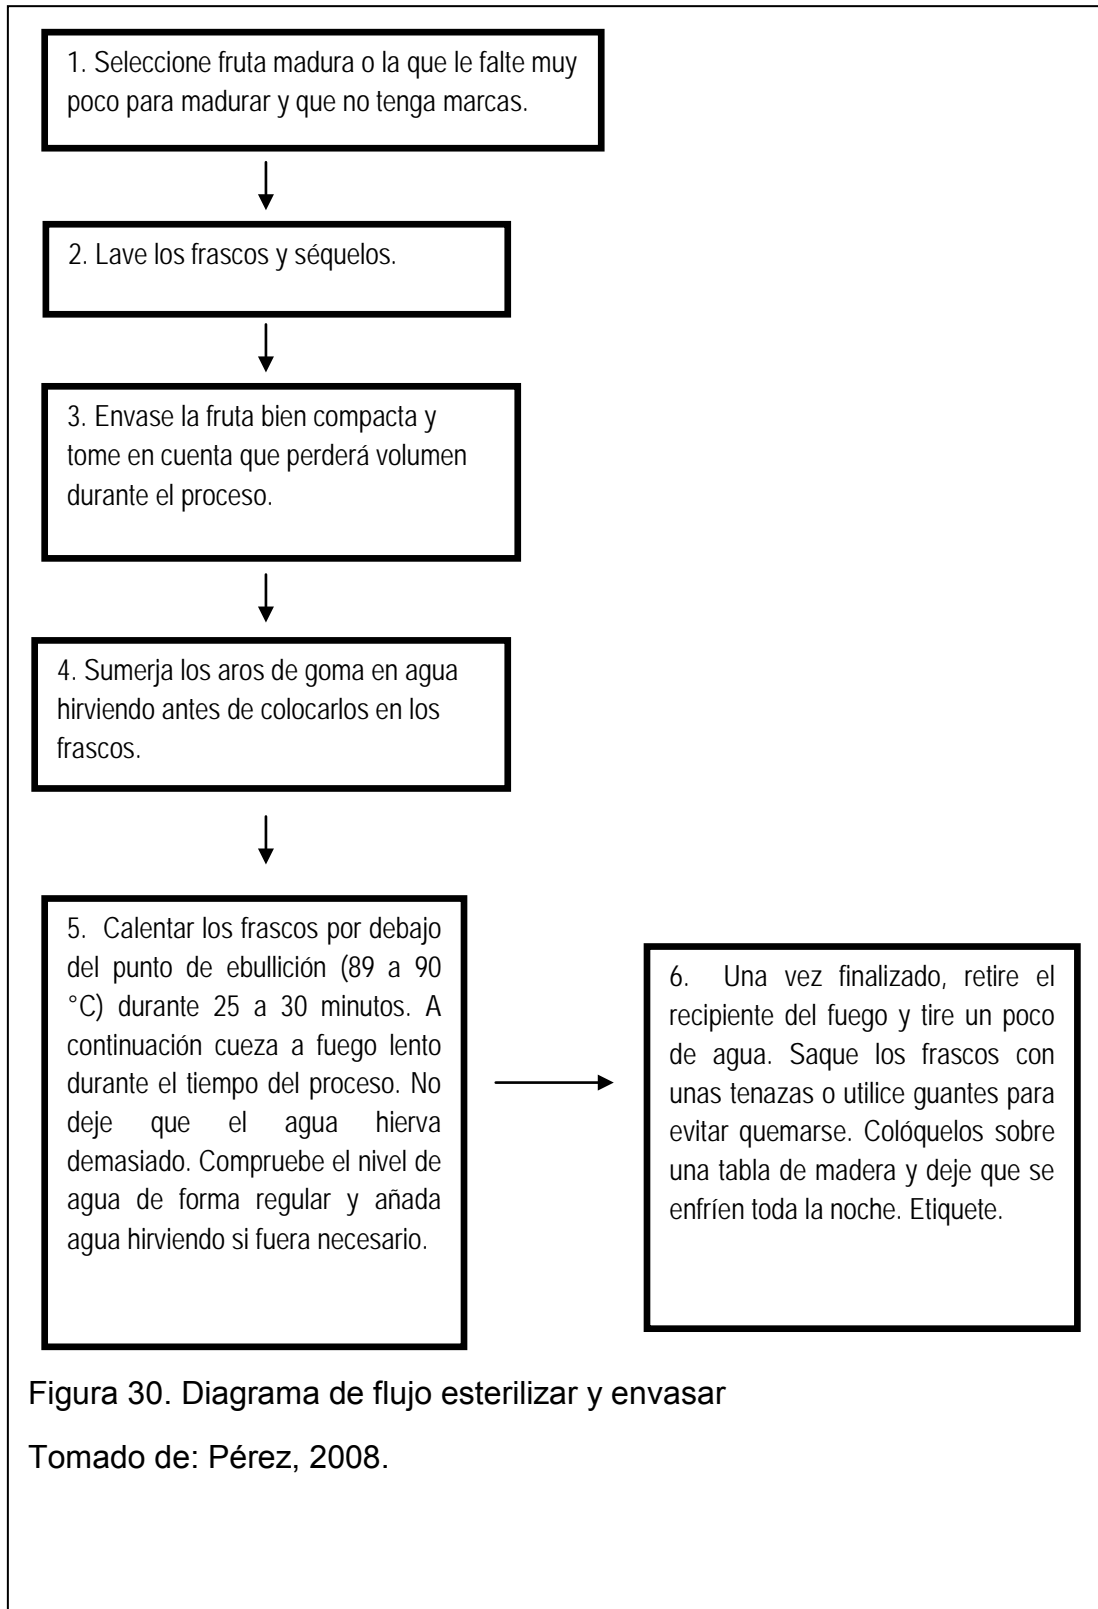 1. Seleccione fruta madura o la que le falte muy
poco para madurar y que no tenga marcas.
2. Lave los frascos y séquelos.
3. Envase la fruta bien compacta y
tome en cuenta que perderá volumen
durante el proceso.
4. Sumerja los aros de goma en agua
hirviendo antes de colocarlos en los
frascos.
5. Calentar los frascos por debajo
del punto de ebullición (89 a 90
°C) durante 25 a 30 minutos. A
continuación cueza a fuego lento
durante el tiempo del proceso. No
deje que el agua hierva
demasiado. Compruebe el nivel de
agua de forma regular y añada
agua hirviendo si fuera necesario.
6. Una vez finalizado, retire el
recipiente del fuego y tire un poco
de agua. Saque los frascos con
unas tenazas o utilice guantes para
evitar quemarse. Colóquelos sobre
una tabla de madera y deje que se
enfríen toda la noche. Etiquete.
Figura 30. Diagrama de flujo esterilizar y envasar
Tomado de: Pérez, 2008.